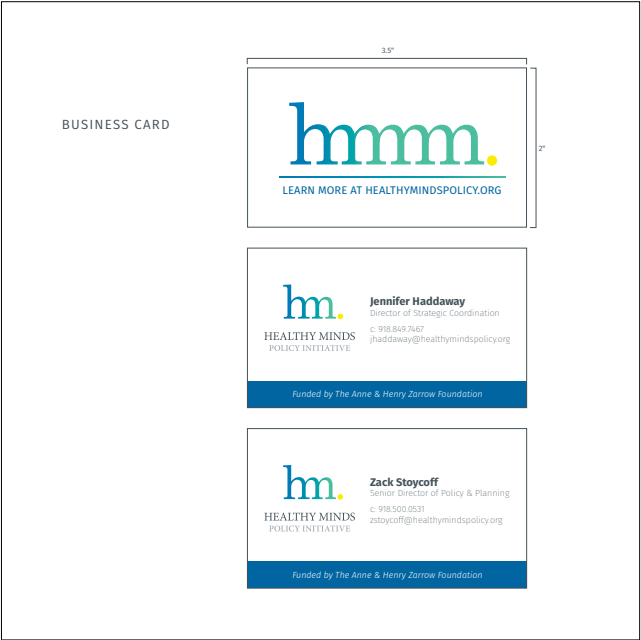 3.5"
BUSINESS CARD
hmmm.
2"
LEARN MORE AT HEALTHYMINDSPOLICY.ORG
hm.
HEALTHY MINDS
POLICY INITIATIVE
Jennifer Haddaway
Director of Strategic Coordination
c: 918.849.7467
jhaddaway@healthymindspolicy.org
Funded by The Anne & Henry Zarrow Foundation
hm.
HEALTHY MINDS
POLICY INITIATIVE
Zack Stoycoff
Senior Director of Policy & Planning
c: 918.500.0531
zstoycoff@healthymindspolicy.org
Funded by The Anne & Henry Zarrow Foundation